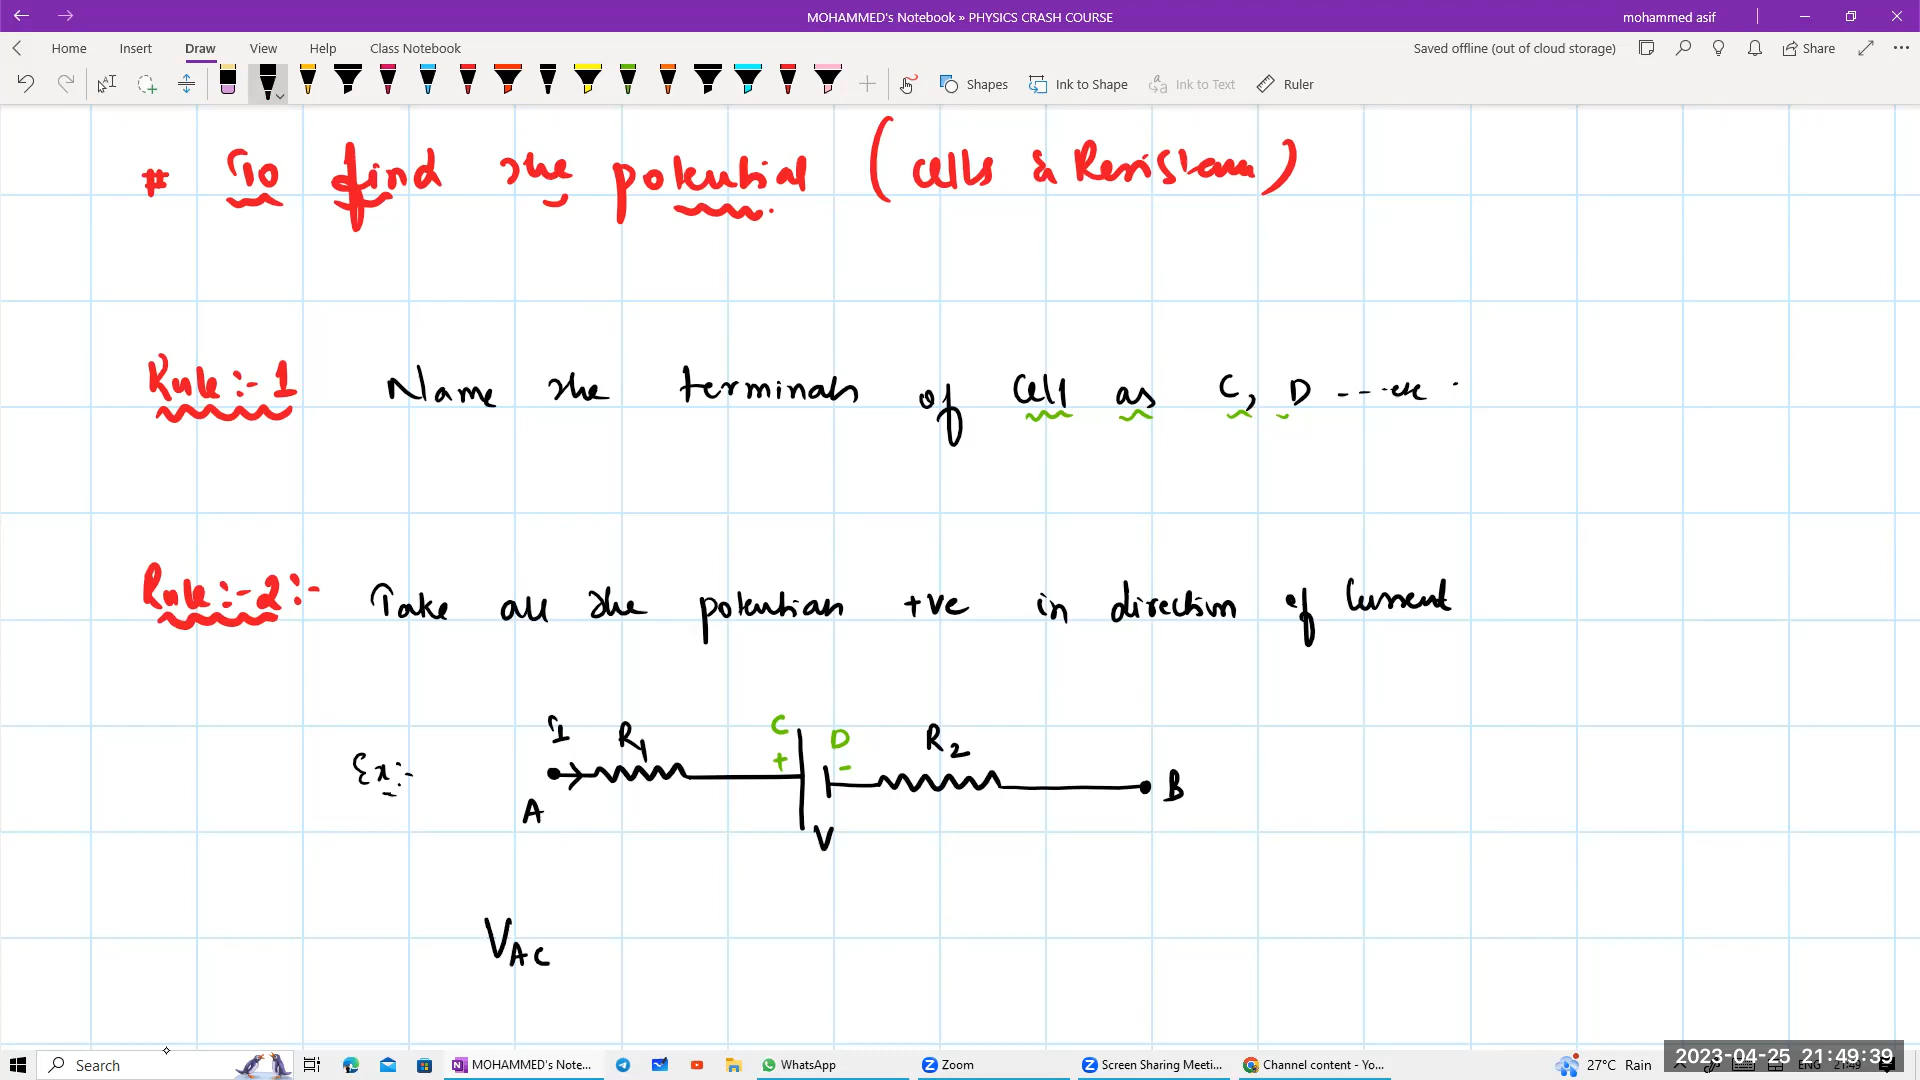 MOHAMMED's Notebook » PHYSICS CRASH COURSE
mohammed asif
Home Insert Draw View Help Class Notebook
Saved offline (out of cloud storage)
Share
Shapes Ink to Shape Ink to Text Ruler
# To find the potential (cells & Resistance)
Rule:- 1 Name the terminals of cell as C, D ---- etc.
Rule:- 2:- Take all the potentials +ve in direction of current
I R1 C D R2
+ -
Ex:-
A B
V
VAC
Search
MOHAMMED's Note...
WhatsApp
Zoom
Screen Sharing Meeti...
Channel content - Yo...
27°C Rain
2023-04-25 21:49:39